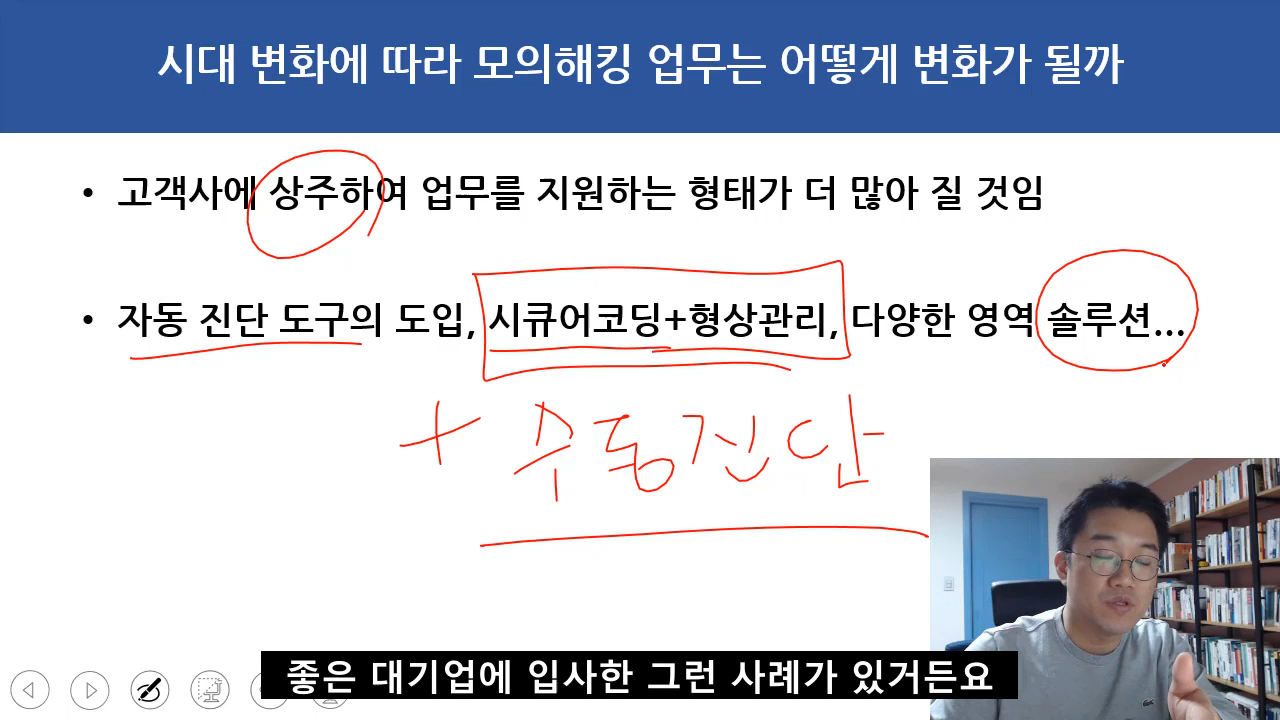 시대 변화에 따라 모의해킹 업무는 어떻게 변화가 될까
• 고객사에 상주하여 업무를 지원하는 형태가 더 많아 질 것임
• 자동 진단 도구의 도입, 시큐어코딩+형상관리, 다양한 영역 솔루션...
+ 수동진단
좋은 대기업에 입사한 그런 사례가 있거든요